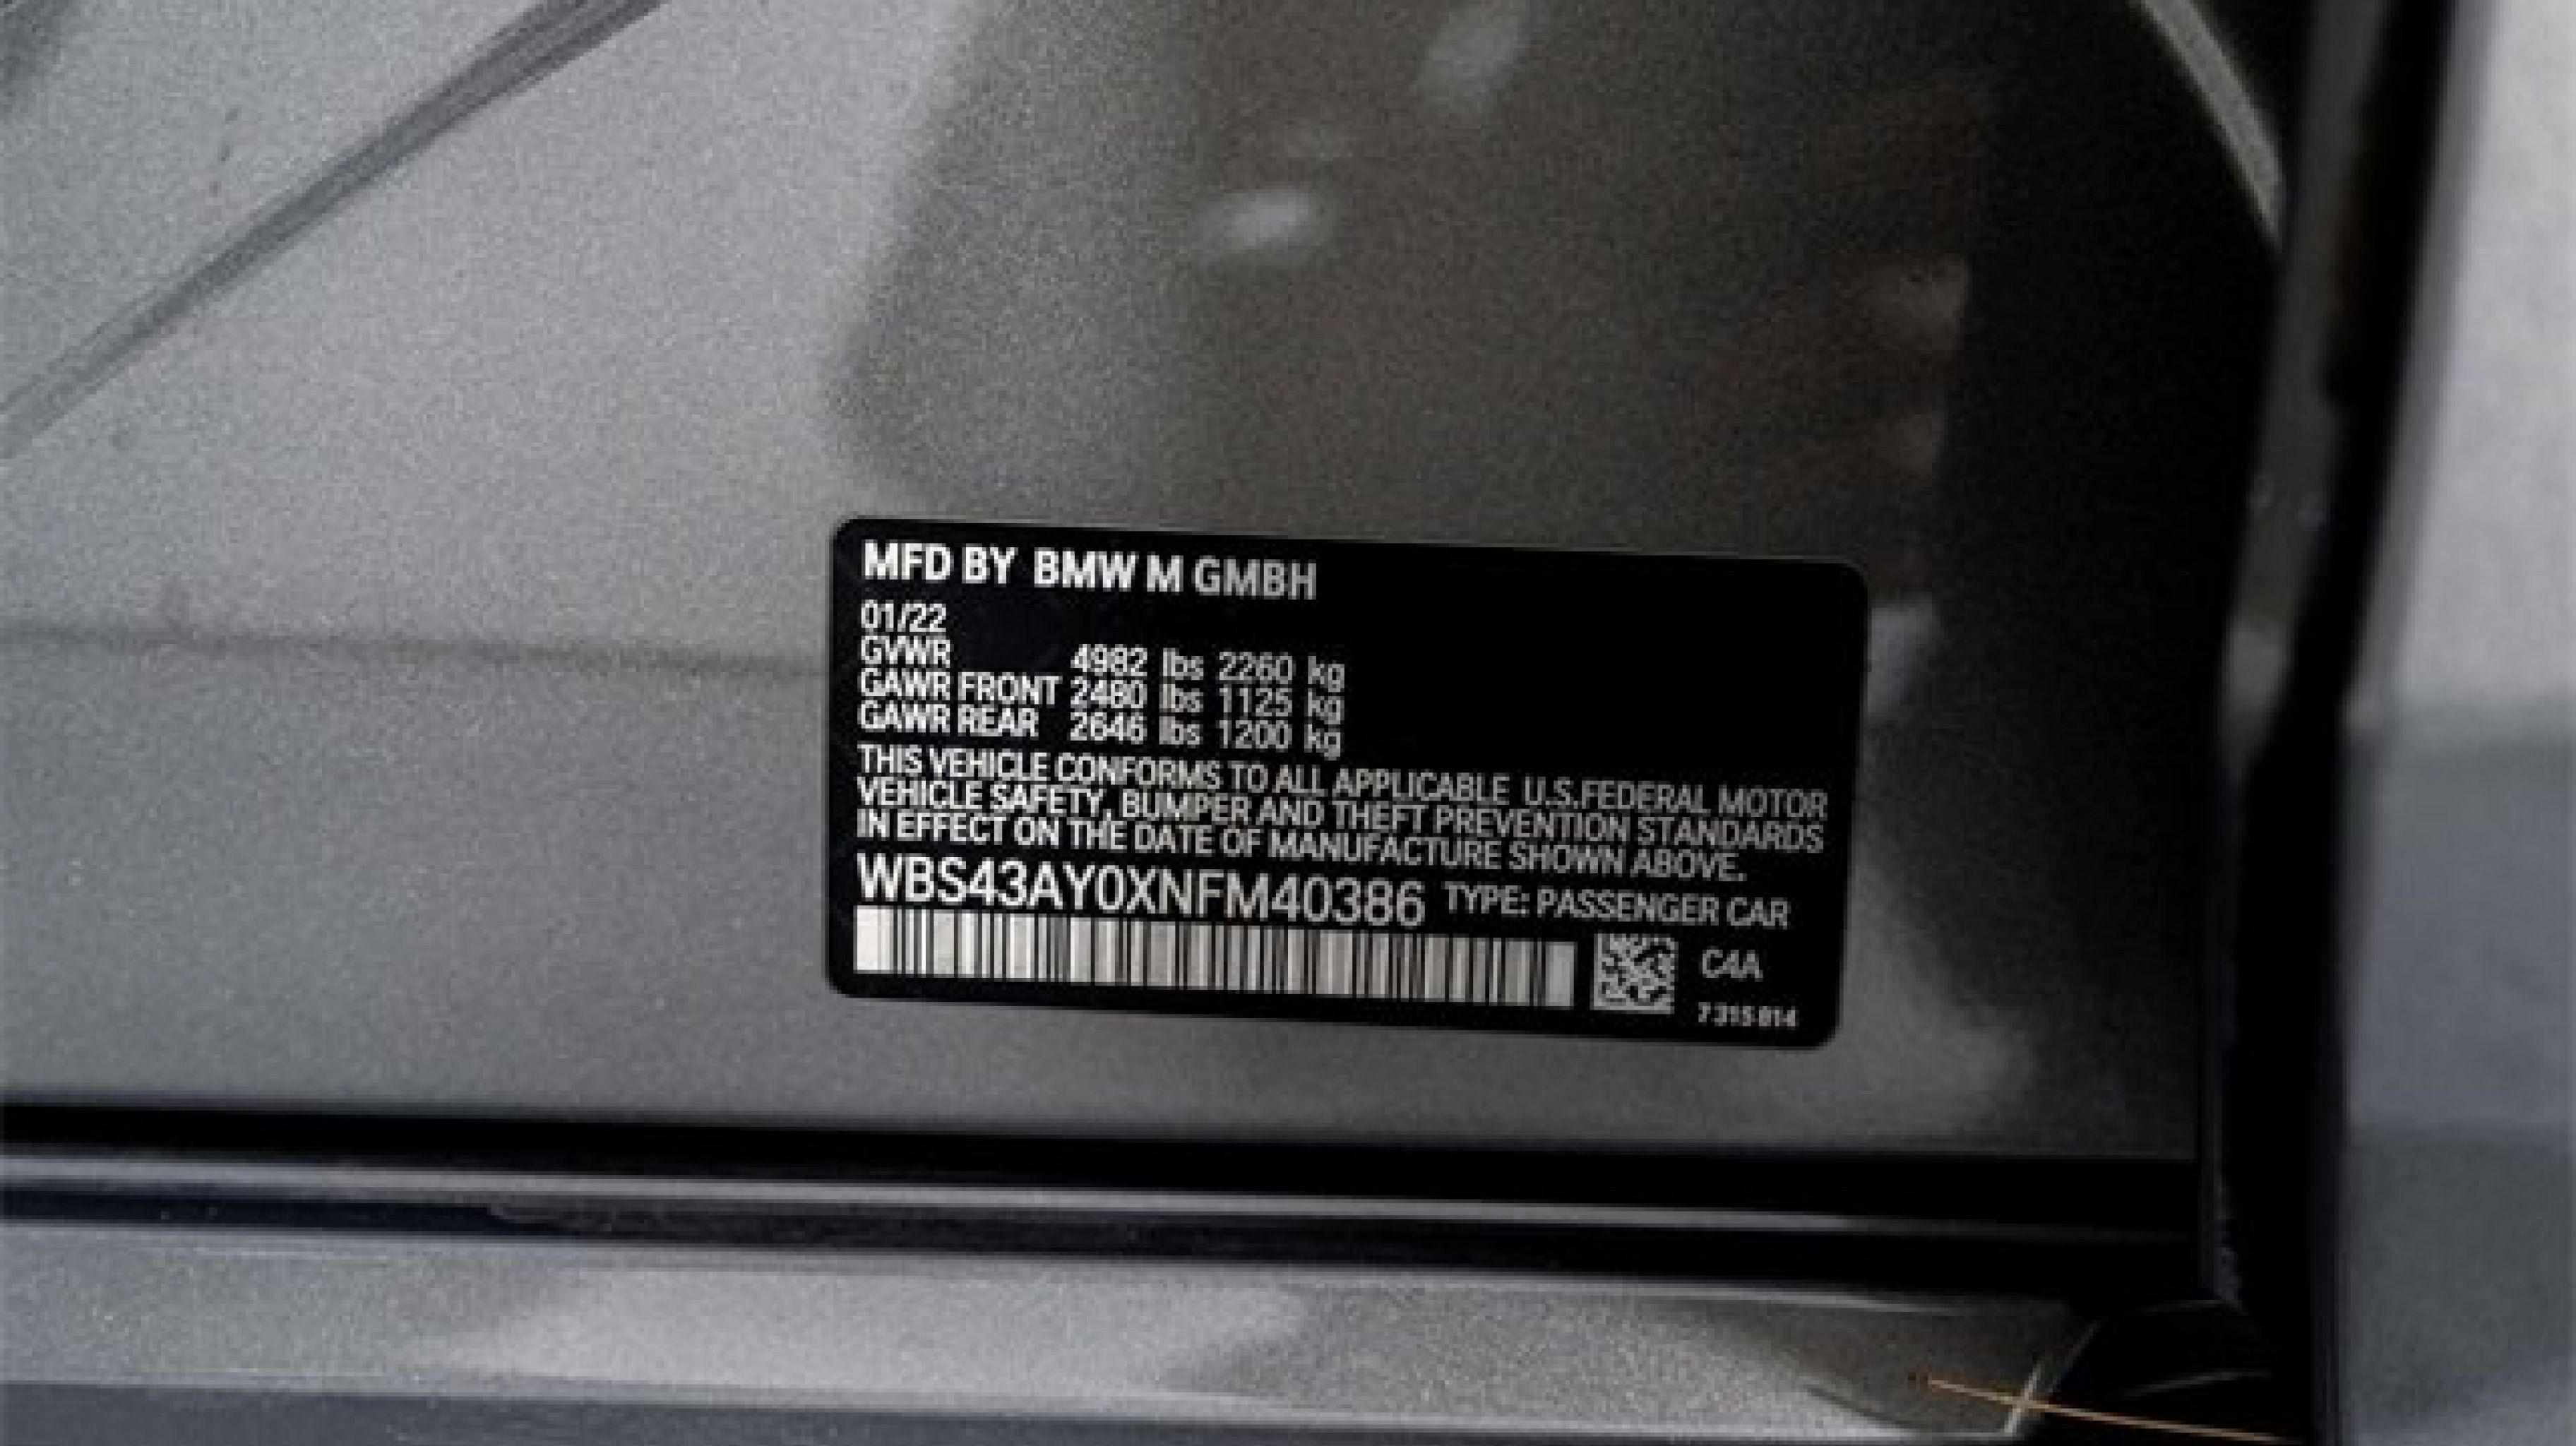 MFD BY BMW M GMBH
01/22
GVWR 4982 lbs 2260 kg
GAWR FRONT 2480 lbs 1125 kg
GAWR REAR 2646 lbs 1200 kg
THIS VEHICLE CONFORMS TO ALL APPLICABLE U.S.FEDERAL MOTOR
VEHICLE SAFETY, BUMPER AND THEFT PREVENTION STANDARDS
IN EFFECT ON THE DATE OF MANUFACTURE SHOWN ABOVE.
WBS43AY0XNFM40386 TYPE: PASSENGER CAR
C4A
7 315 814